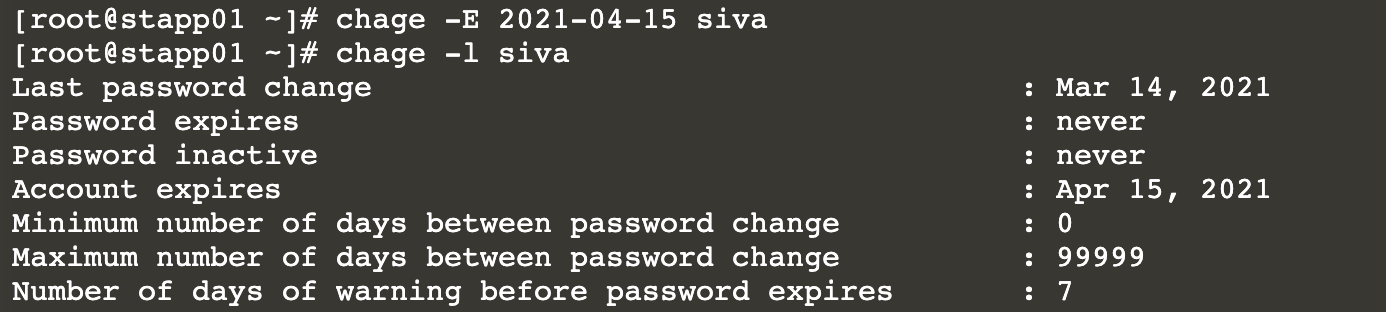 [root@stapp01 ~]# chage -E 2021-04-15 siva
[root@stapp01 ~]# chage -l siva
Last password change : Mar 14, 2021
Password expires : never
Password inactive : never
Account expires : Apr 15, 2021
Minimum number of days between password change : 0
Maximum number of days between password change : 99999
Number of days of warning before password expires : 7